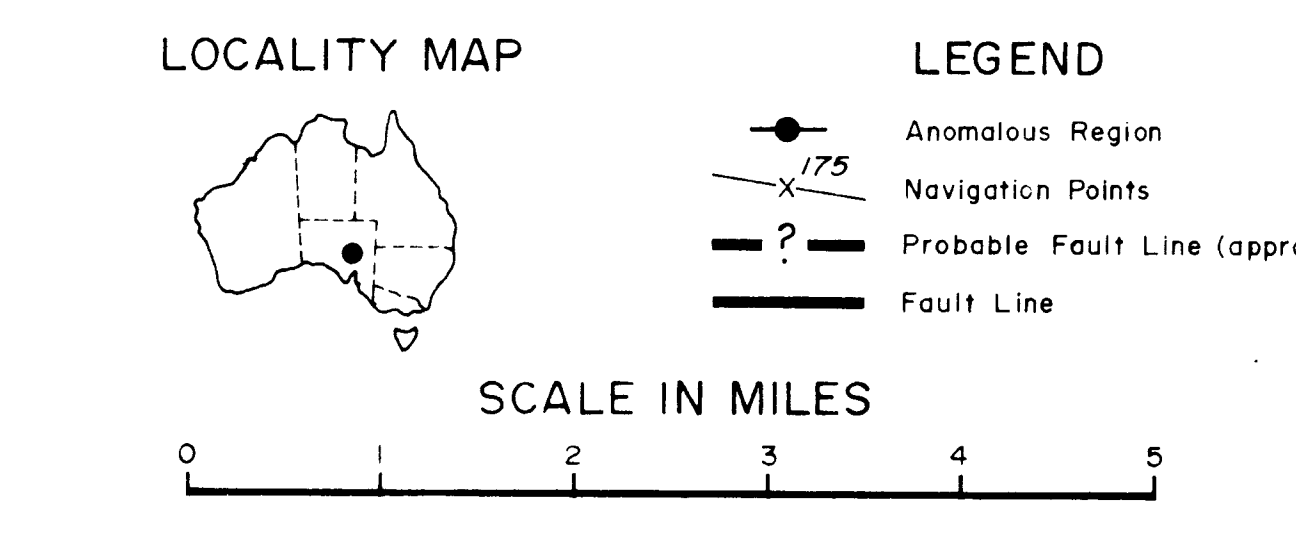 LOCALITY MAP
LEGEND
Anomalous Region
175
Navigation Points
?
Probable Fault Line (appro
Fault Line
SCALE IN MILES
0 1 2 3 4 5